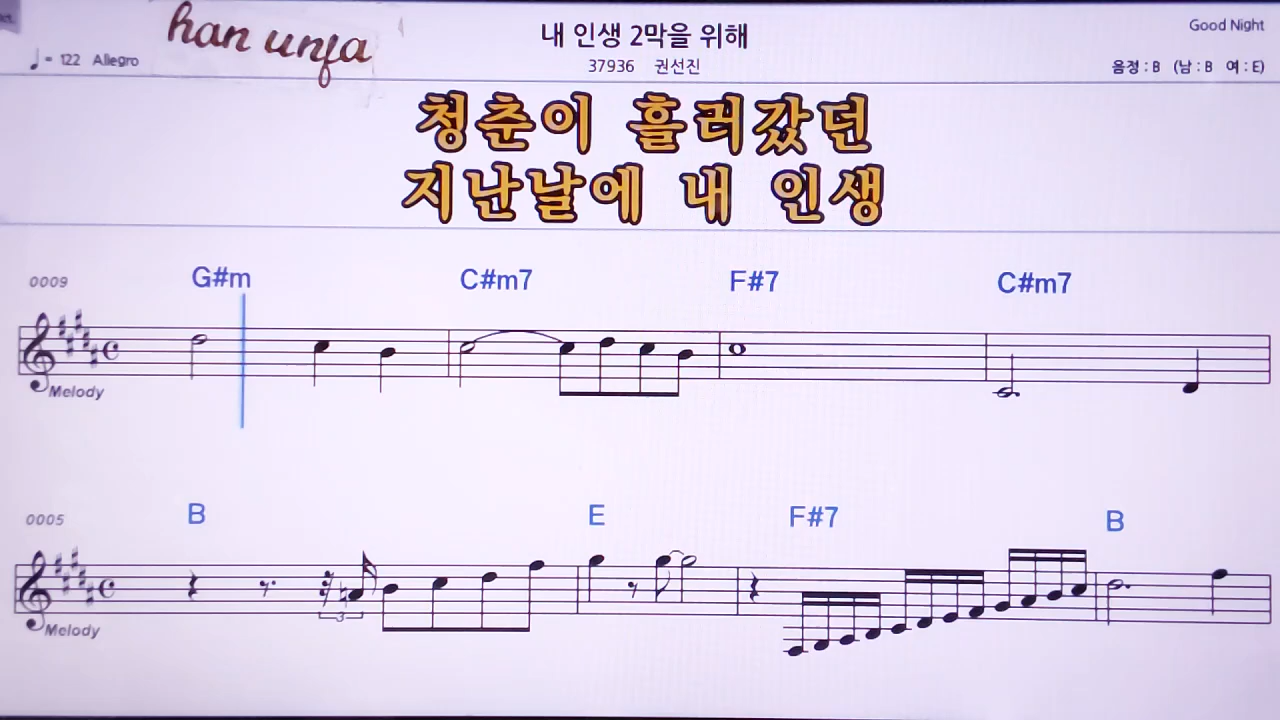 han unfa
내 인생 2막을 위해
Good Night
♩= 122 Allegro
37936 권선진
음정 : B (남 : B 여 : E)
청춘이 흘러갔던
지난날에 내 인생
0009
G#m C#m7 F#7 C#m7
Melody
0005
B E F#7 B
3
Melody